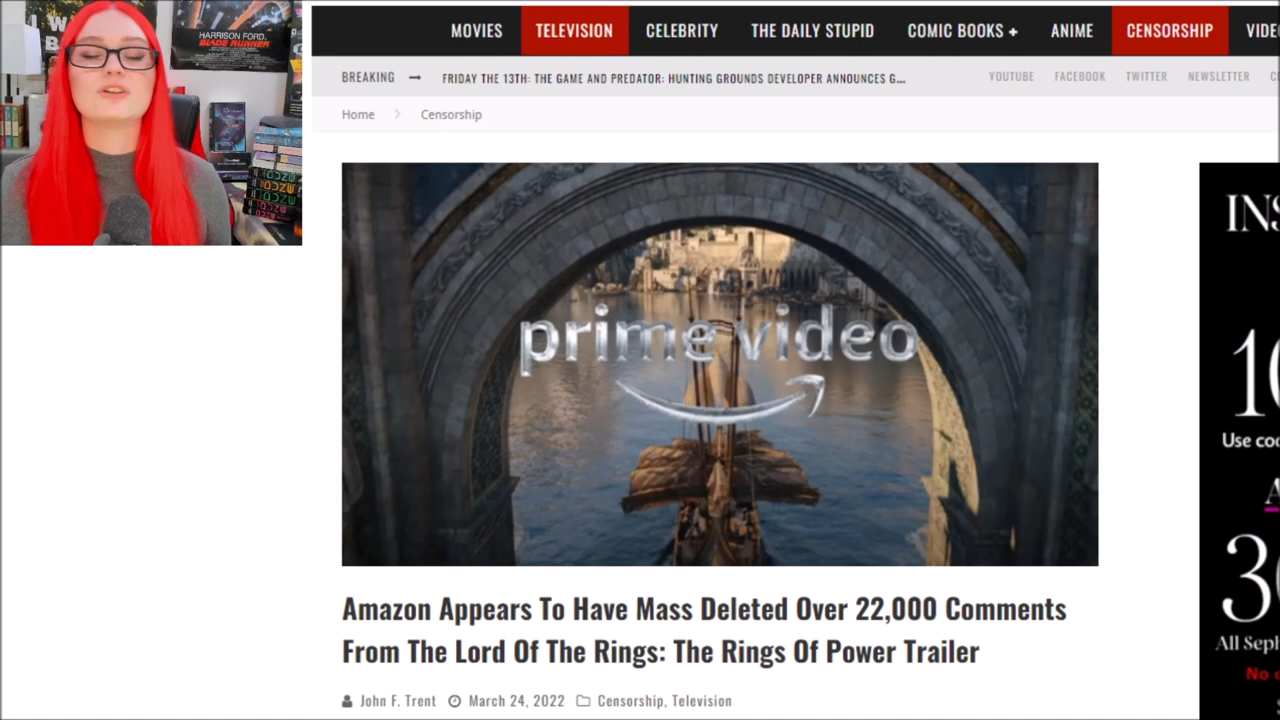 HARRISON FORD.
BLADE RUNNER
MOVIES TELEVISION CELEBRITY THE DAILY STUPID COMIC BOOKS + ANIME CENSORSHIP
BREAKING → FRIDAY THE 13TH: THE GAME AND PREDATOR: HUNTING GROUNDS DEVELOPER ANNOUNCES G... YOUTUBE FACEBOOK TWITTER NEWSLETTER
Home > Censorship
prime video
Amazon Appears To Have Mass Deleted Over 22,000 Comments
From The Lord Of The Rings: The Rings Of Power Trailer
John F. Trent March 24, 2022 Censorship, Television
Use
All
No